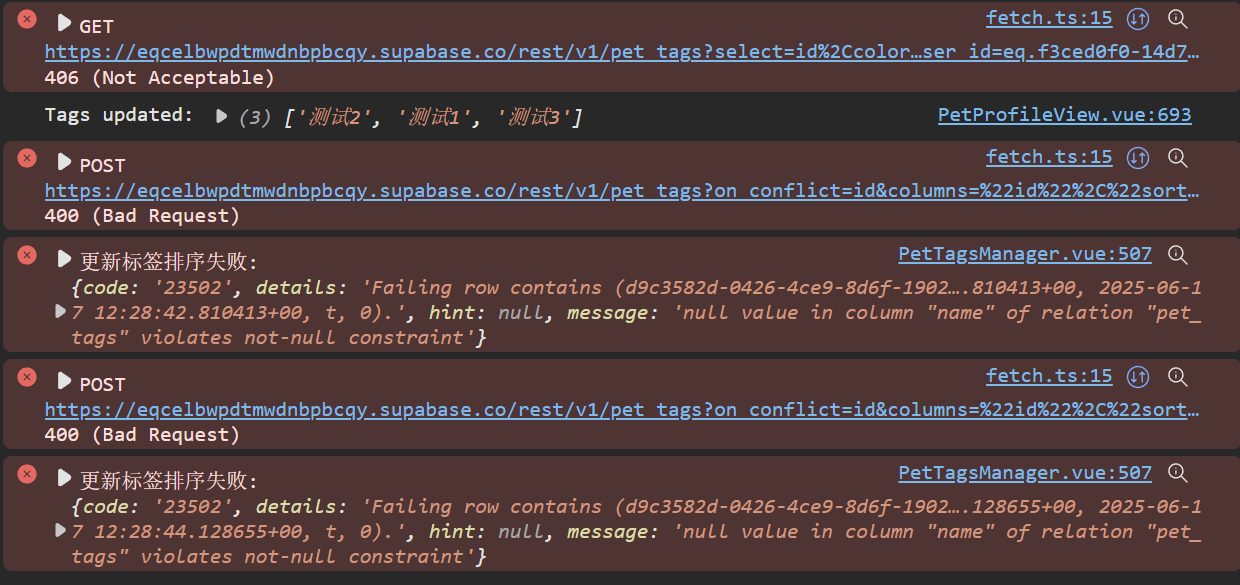 GET fetch.ts:15
https://eqcelbwpdtmwdnbpbcqy.supabase.co/rest/v1/pet_tags?select=id%2Ccolor…ser_id=eq.f3ced0f0-14d7…
406 (Not Acceptable)
Tags updated: (3) ['测试2', '测试1', '测试3'] PetProfileView.vue:693
POST fetch.ts:15
https://eqcelbwpdtmwdnbpbcqy.supabase.co/rest/v1/pet_tags?on_conflict=id&columns=%22id%22%2C%22sort…
400 (Bad Request)
更新标签排序失败: PetTagsManager.vue:507
{code: '23502', details: 'Failing row contains (d9c3582d-0426-4ce9-8d6f-1902….810413+00, 2025-06-1
7 12:28:42.810413+00, t, 0).', hint: null, message: 'null value in column "name" of relation "pet_
tags" violates not-null constraint'}
POST fetch.ts:15
https://eqcelbwpdtmwdnbpbcqy.supabase.co/rest/v1/pet_tags?on_conflict=id&columns=%22id%22%2C%22sort…
400 (Bad Request)
更新标签排序失败: PetTagsManager.vue:507
{code: '23502', details: 'Failing row contains (d9c3582d-0426-4ce9-8d6f-1902….128655+00, 2025-06-1
7 12:28:44.128655+00, t, 0).', hint: null, message: 'null value in column "name" of relation "pet_
tags" violates not-null constraint'}